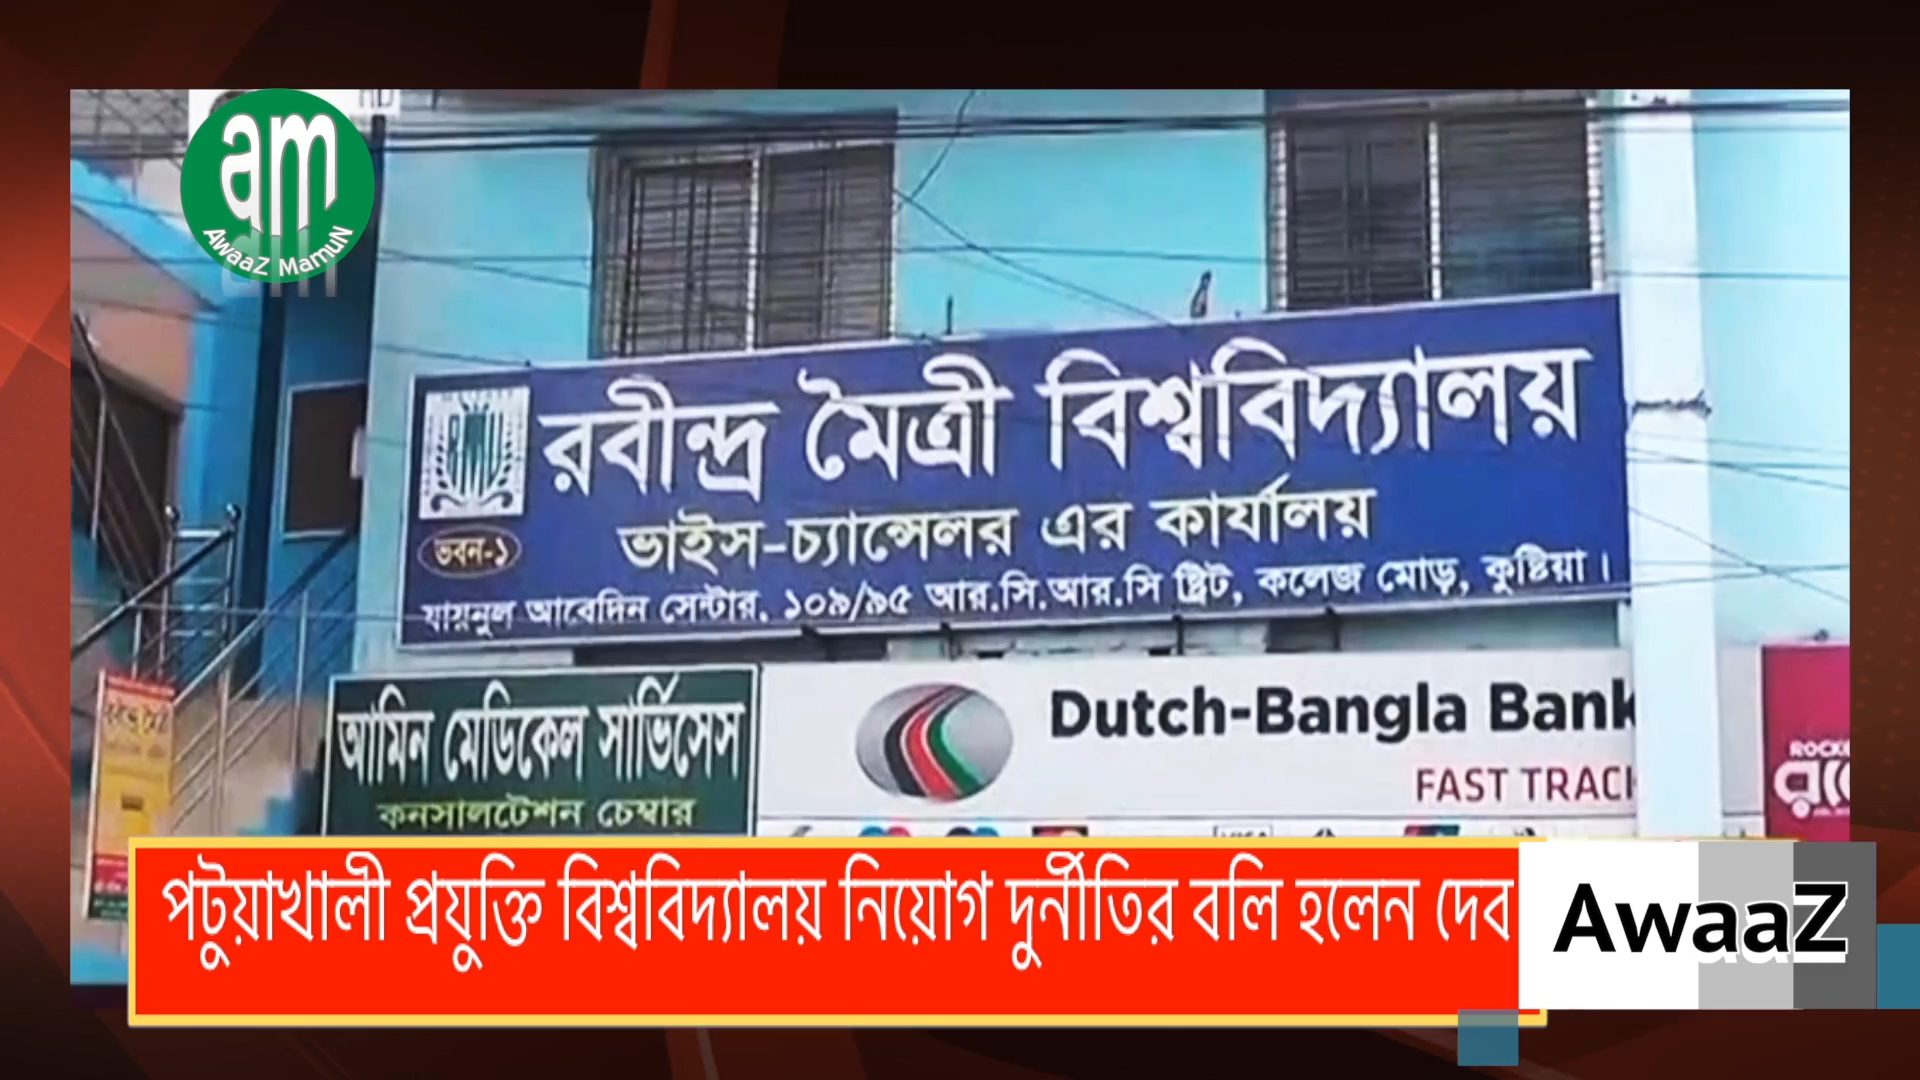 am
AwaaZ MamuN
রবীন্দ্র মৈত্রী বিশ্ববিদ্যালয়
RMU
ভবন-১
ভাইস-চ্যান্সেলর এর কার্যালয়
যায়নুল আবেদিন সেন্টার, ১০৯/৯৫ আর.সি.আর.সি ষ্ট্রিট, কলেজ মোড়, কুষ্টিয়া।
আমিন মেডিকেল সার্ভিসেস
কনসালটেশন চেম্বার
Dutch-Bangla Bank
FAST TRACK
পটুয়াখালী প্রযুক্তি বিশ্ববিদ্যালয় নিয়োগ দুর্নীতির বলি হলেন দেব
AwaaZ